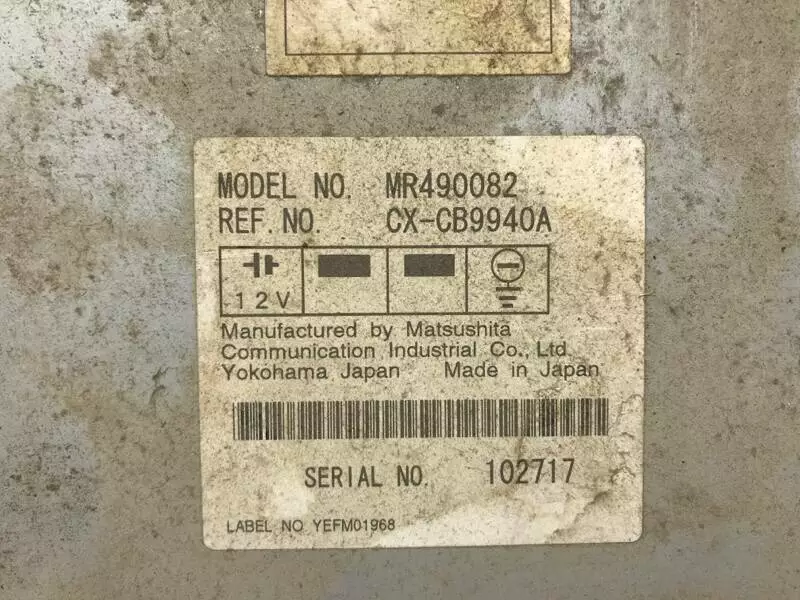 MODEL NO. MR490082
REF. NO. CX-CB9940A
12V
Manufactured by Matsushita
Communication Industrial Co., Ltd.
Yokohama Japan Made in Japan
SERIAL NO. 102717
LABEL NO. YEFM01968